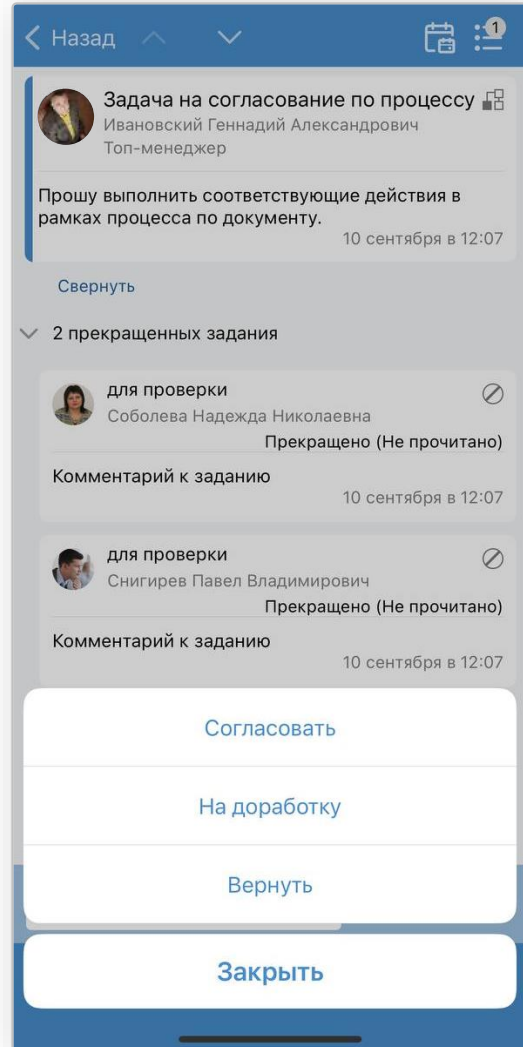 Назад
1
Задача на согласование по процессу
Ивановский Геннадий Александрович
Топ-менеджер
Прошу выполнить соответствующие действия в
рамках процесса по документу.
10 сентября в 12:07
Свернуть
2 прекращенных задания
для проверки
Соболева Надежда Николаевна
Прекращено (Не прочитано)
Комментарий к заданию
10 сентября в 12:07
для проверки
Снигирев Павел Владимирович
Прекращено (Не прочитано)
Комментарий к заданию
10 сентября в 12:07
Согласовать
На доработку
Вернуть
Закрыть